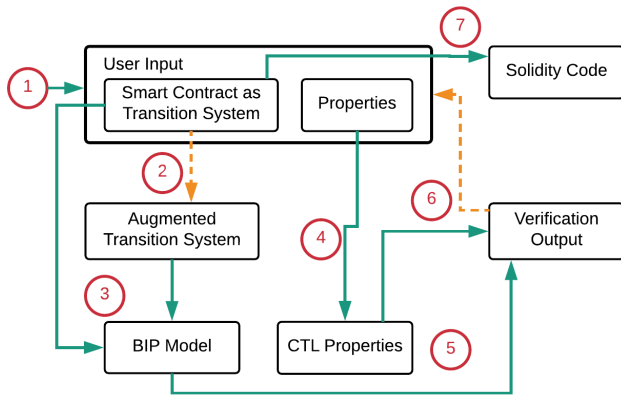 7
User Input
Solidity Code
1
Smart Contract as
Transition System
Properties
2
6
Augmented
Transition System
4
Verification
Output
3
BIP Model
CTL Properties
5